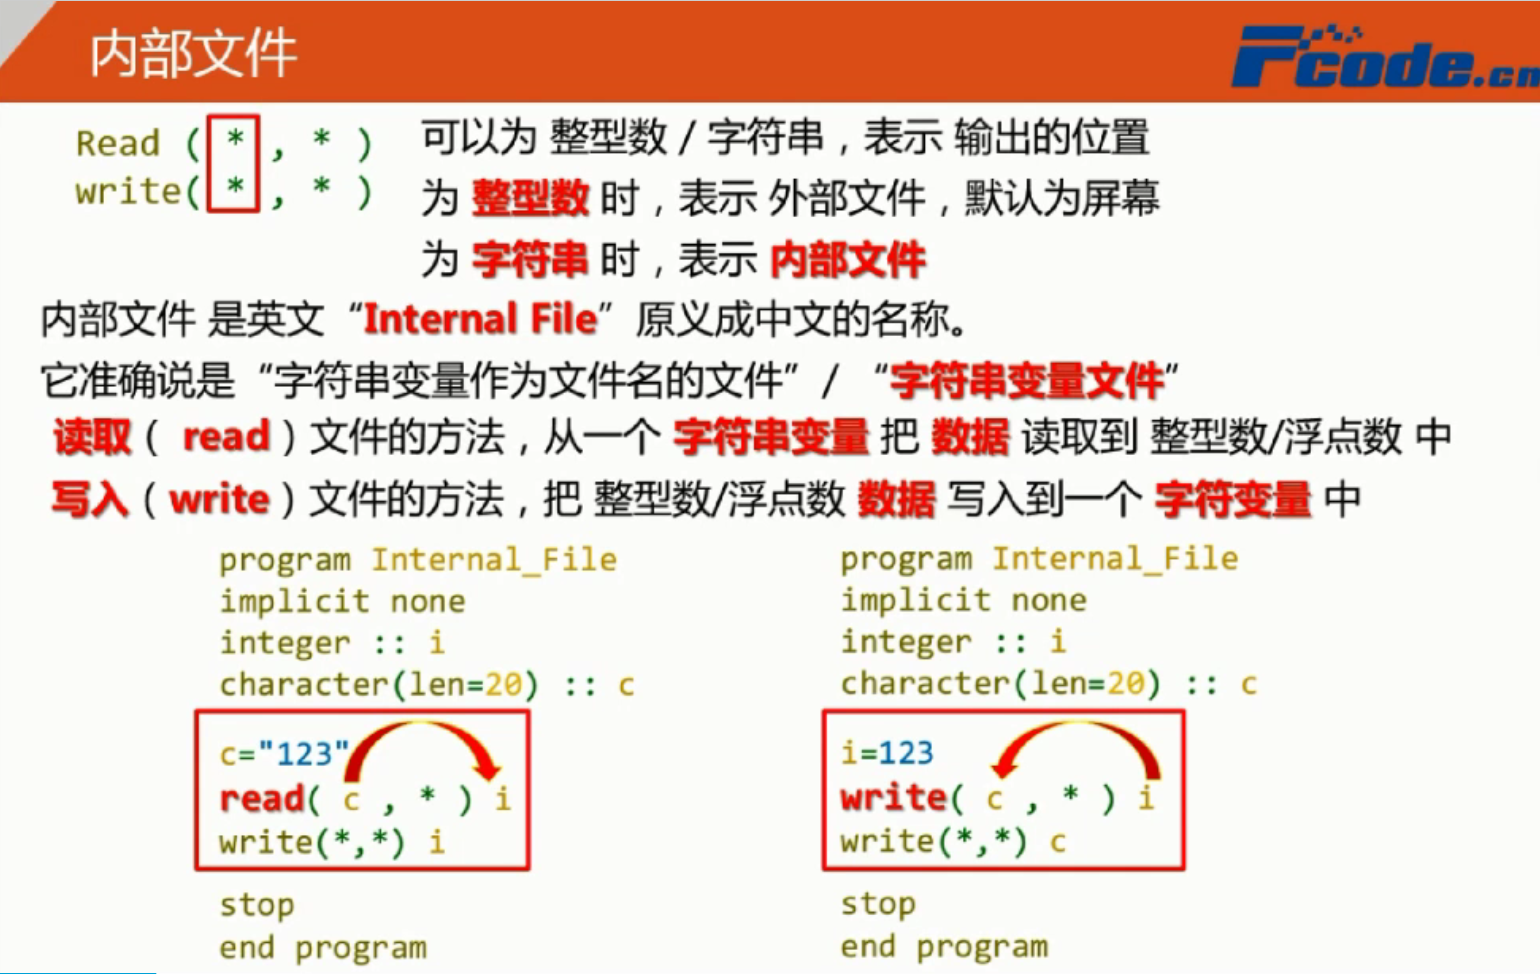 内部文件
Fcode.cn
Read ( * , * )
write( * , * )
可以为 整型数 / 字符串，表示 输出的位置
为 整型数 时，表示 外部文件，默认为屏幕
为 字符串 时，表示 内部文件
内部文件 是英文“Internal File”原义成中文的名称。
它准确说是“字符串变量作为文件名的文件” / “字符串变量文件”
读取（ read）文件的方法，从一个 字符串变量 把 数据 读取到 整型数/浮点数 中
写入（write）文件的方法，把 整型数/浮点数 数据 写入到一个 字符变量 中
program Internal_File
implicit none
integer :: i
character(len=20) :: c
c="123"
read( c , * ) i
write(*,*) i
stop
end program
program Internal_File
implicit none
integer :: i
character(len=20) :: c
i=123
write( c , * ) i
write(*,*) c
stop
end program